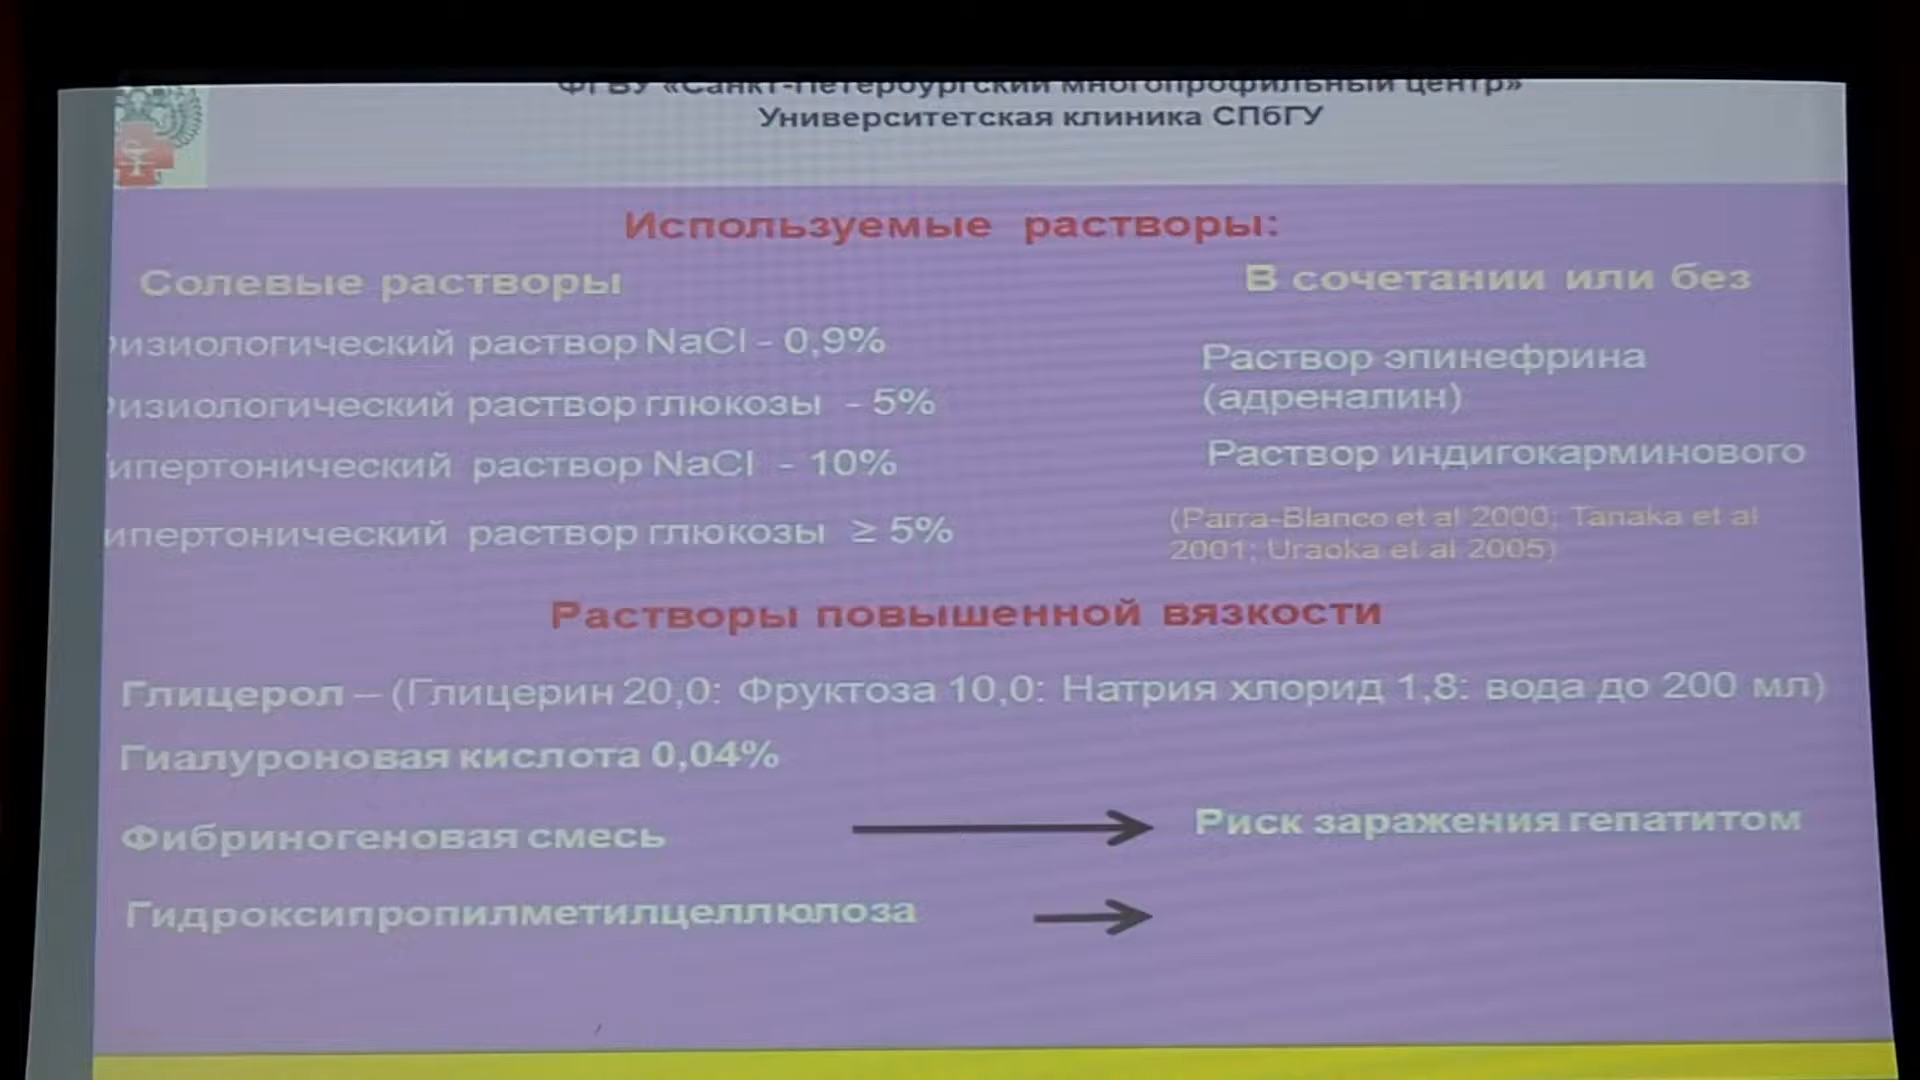 ФГБУ «Санкт-Петербургский многопрофильный центр»
Университетская клиника СПбГУ
Используемые растворы:
Солевые растворы
изиологический раствор NaCl - 0,9%
изиологический раствор глюкозы - 5%
ипертонический раствор NaCl - 10%
ипертонический раствор глюкозы ≥ 5%
В сочетании или без
Раствор эпинефрина
(адреналин)
Раствор индигокарминового
(Parra-Blanco et al 2000; Tanaka et al
2001; Uraoka et al 2005)
Растворы повышенной вязкости
Глицерол – (Глицерин 20,0: Фруктоза 10,0: Натрия хлорид 1,8: вода до 200 мл)
Гиалуроновая кислота 0,04%
Фибриногеновая смесь
Риск заражения гепатитом
Гидроксипропилметилцеллюлоза